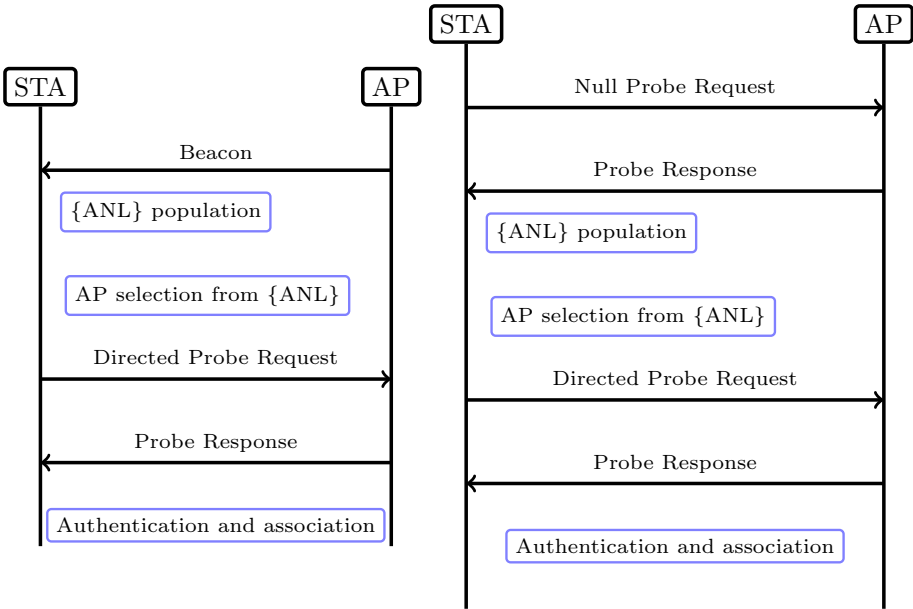 STA
AP
Beacon
{ANL} population
AP selection from {ANL}
Directed Probe Request
Probe Response
Authentication and association
STA
AP
Null Probe Request
Probe Response
{ANL} population
AP selection from {ANL}
Directed Probe Request
Probe Response
Authentication and association